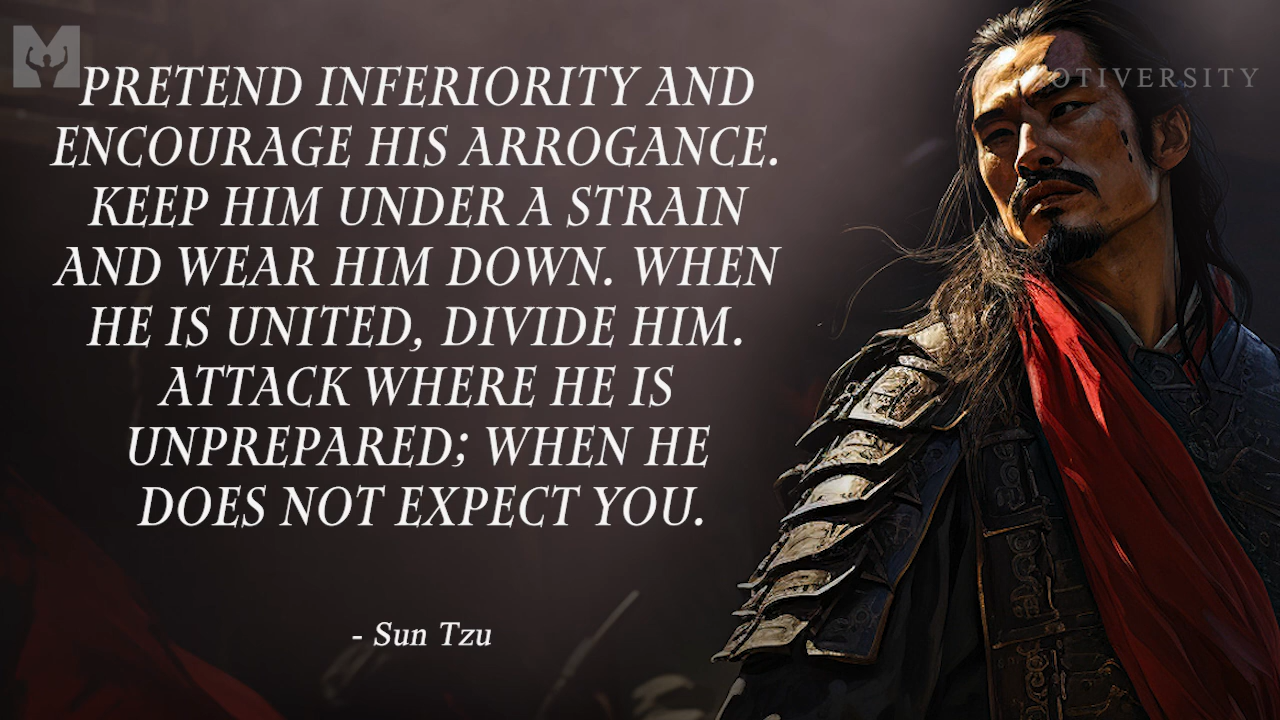 OTIVERSITY
PRETEND INFERIORITY AND
ENCOURAGE HIS ARROGANCE.
KEEP HIM UNDER A STRAIN
AND WEAR HIM DOWN. WHEN
HE IS UNITED, DIVIDE HIM.
ATTACK WHERE HE IS
UNPREPARED; WHEN HE
DOES NOT EXPECT YOU.
- Sun Tzu